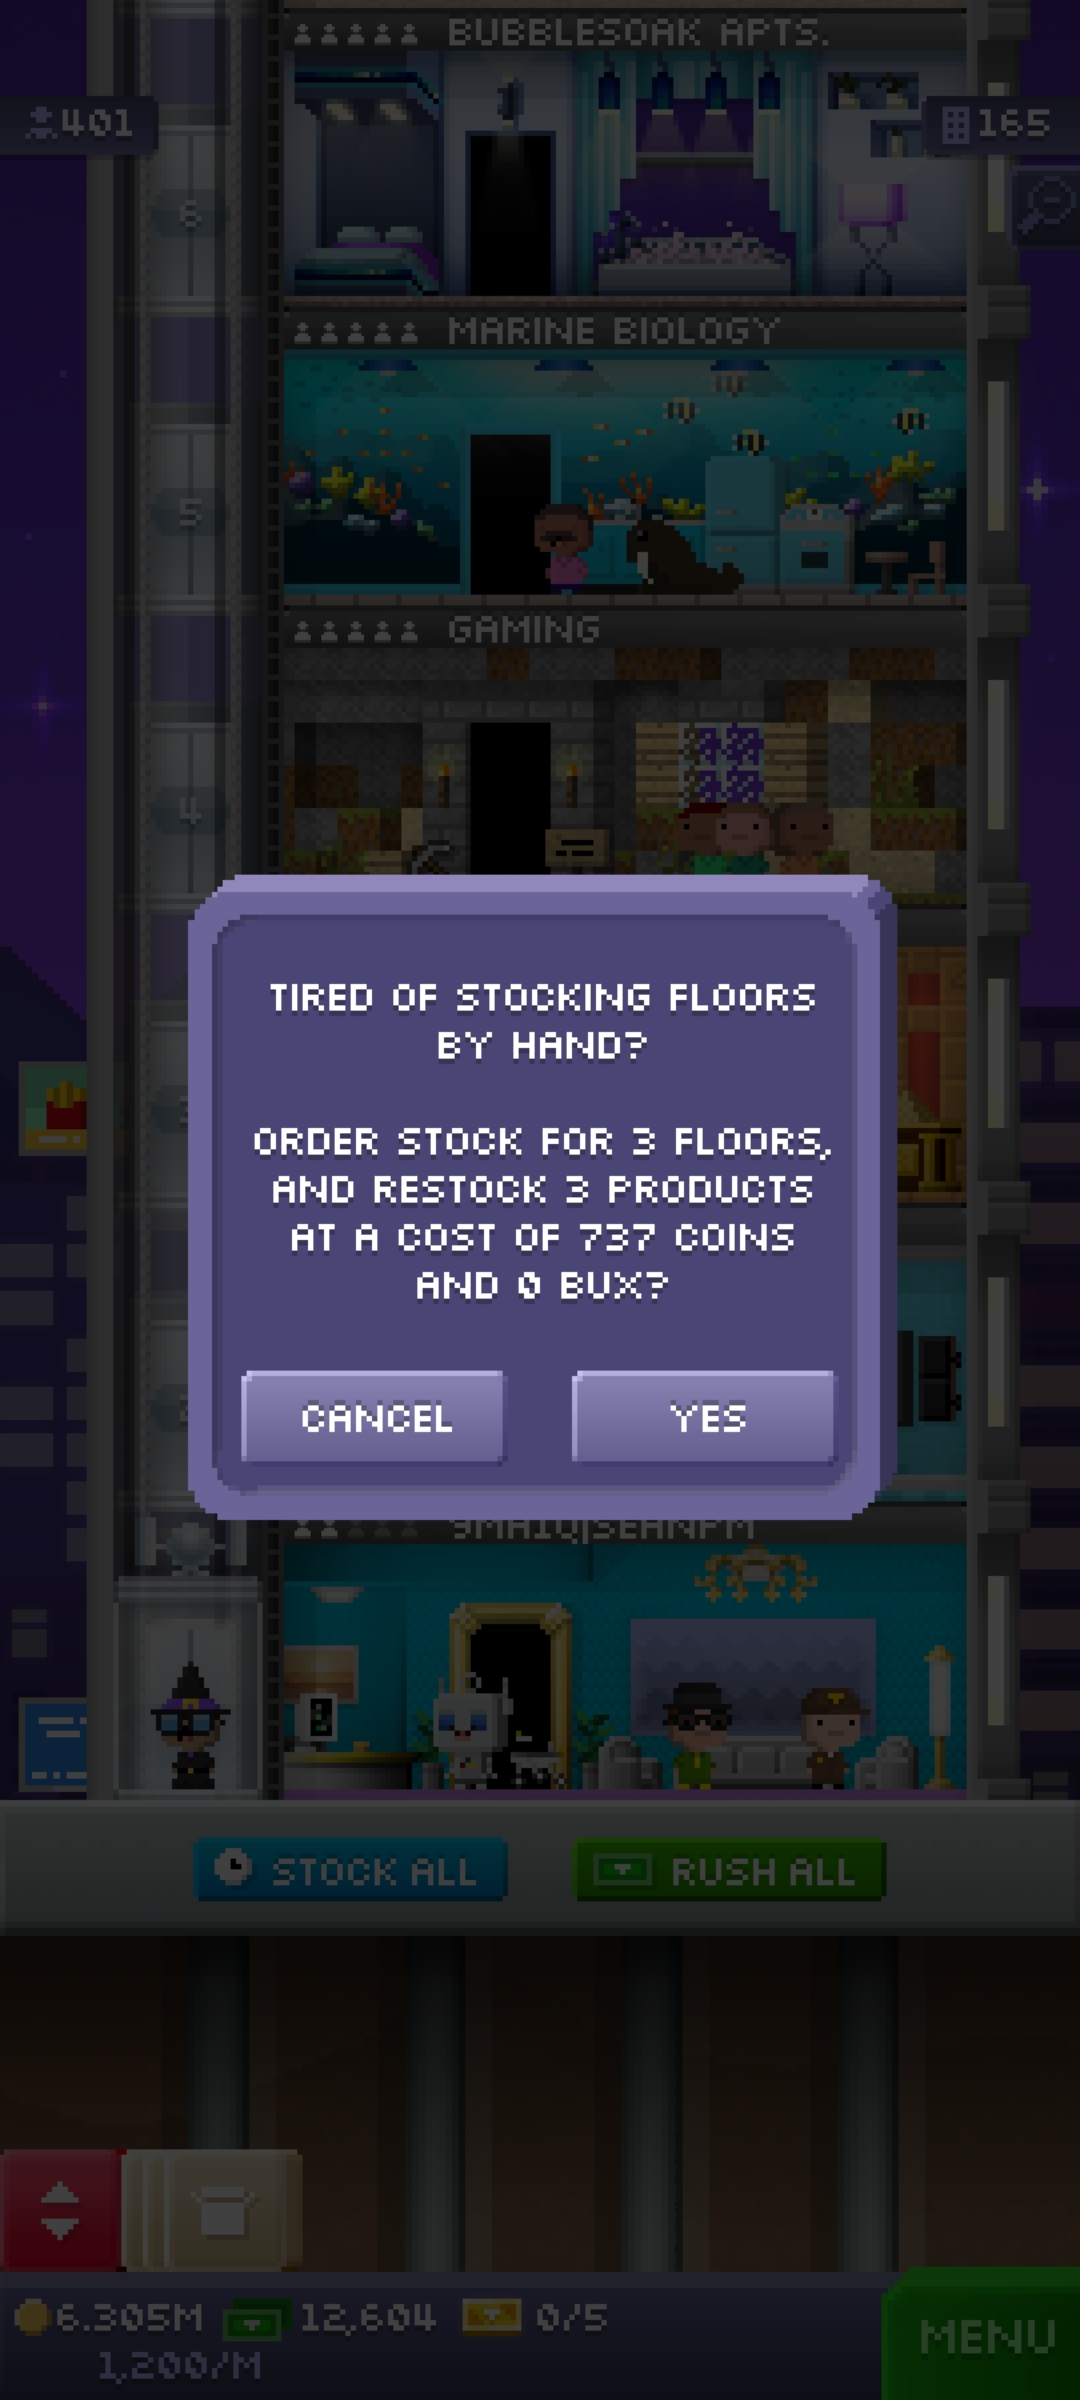 BUBBLESOAK APTS.
401
165
6
MARINE BIOLOGY
5
GAMING
4
TIRED OF STOCKING FLOORS
BY HAND?
ORDER STOCK FOR 3 FLOORS,
AND RESTOCK 3 PRODUCTS
AT A COST OF 737 COINS
AND 0 BUX?
CANCEL
YES
STOCK ALL
RUSH ALL
6.305M
12,604
0/5
1,200/M
MENU